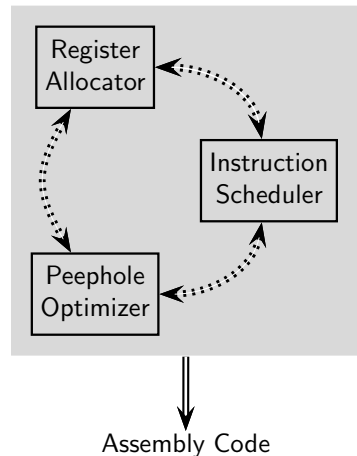 Register
Allocator
Instruction
Scheduler
Peephole
Optimizer
Assembly Code